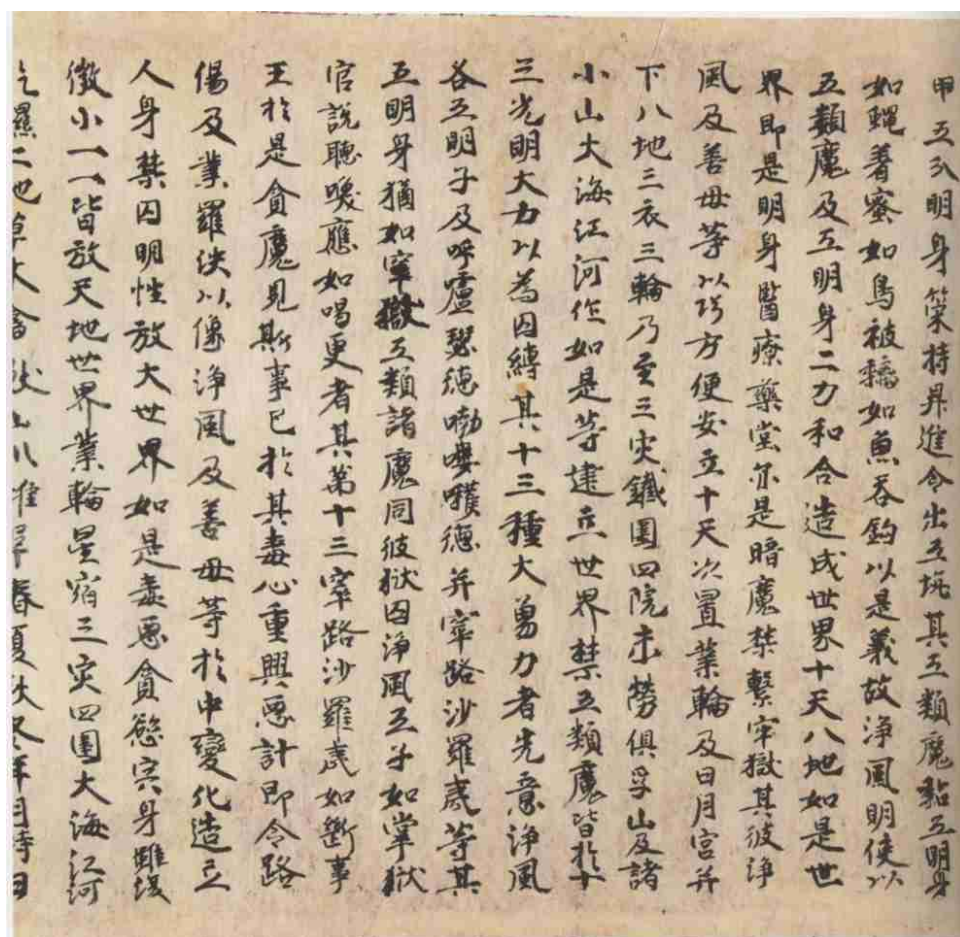 甲五分明身策持昇進令出五坑其五類魔黏五明身
如蠅著蜜如鳥被黐如魚吞鈎以是義故淨風明使以
五類魔及五明身二力和合造成世界十天八地如是世
界即是明身醫療藥堂亦是暗魔禁繫牢獄其彼淨
風及善母等以巧方便安立十天次置業輪及日月宮并
下八地三衣三輪乃至三灾鐵圍四院未勞俱孚山及諸
小山大海江河作如是等建立世界禁五類魔皆於十
三光明大力以為囚縛其十三種大勇力者先意淨風
各五明子及呼嚧瑟德嘞嘍嚄德并窣路沙羅夷等其
五明身猶如牢獄五類諸魔同彼獄囚淨風五子如掌獄
官說聽喚應如喝更者其第十三窣路沙羅夷如斷事
王於是貪魔見斯事已於其毒心重興惡計即令路
傷及業羅泱以像淨風及善母等於中變化造立
人身禁囚明性放大世界如是毒惡貪慾宍身雖復
微小一一皆放天地世界業輪星宿三灾四圍大海江河
乾濕二地草木禽獸山川堆阜春夏秋冬年月時日